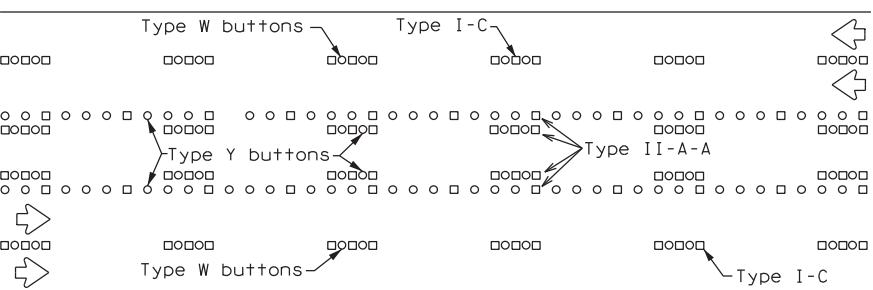 Type W buttons
Type I-C
Type Y buttons
Type II-A-A
Type W buttons
Type I-C